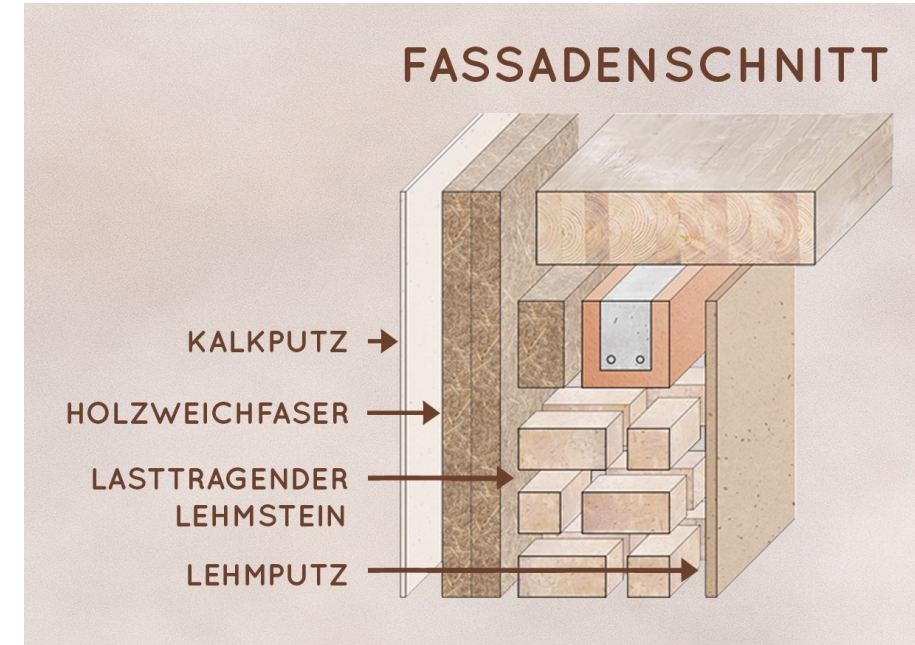 FASSADENSCHNITT
KALKPUTZ
HOLZWEICHFASER
LASTTRAGENDER
LEHMSTEIN
LEHMPUTZ